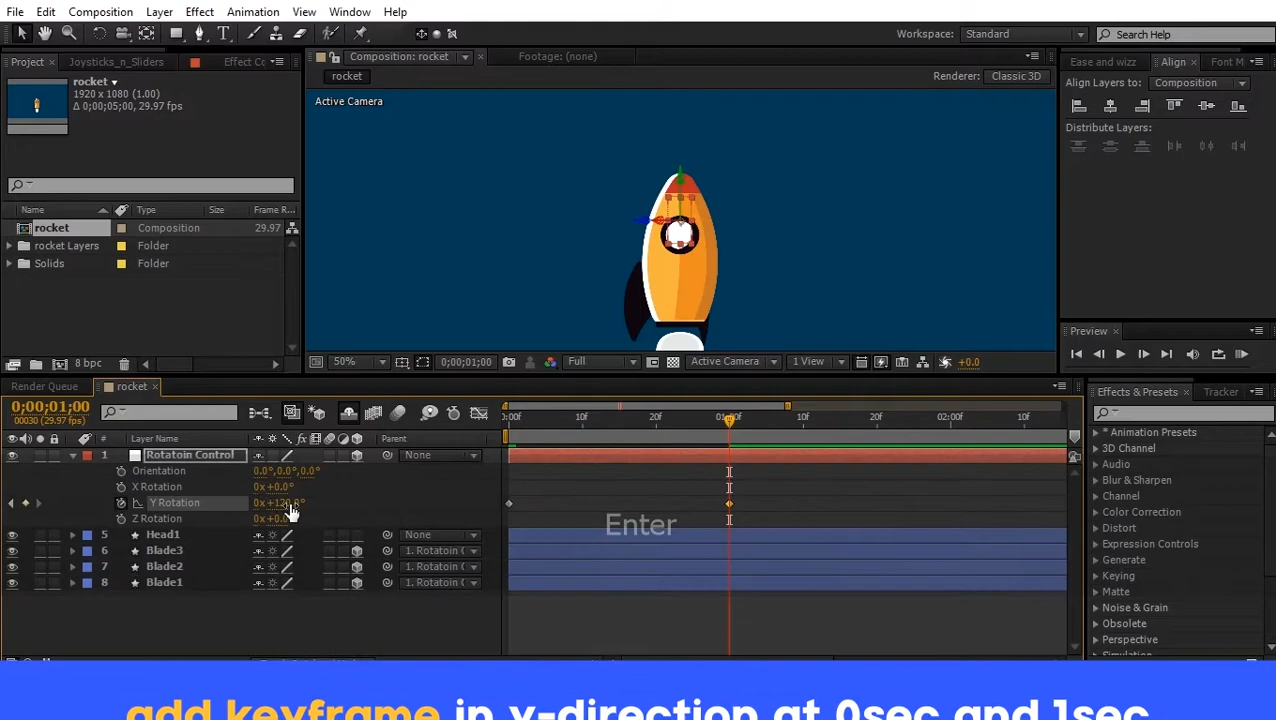 File Edit Composition Layer Effect Animation View Window Help
Workspace: Standard Search Help
Project Joysticks_n_Sliders Effect Co Composition: rocket Footage: (none) Ease and wizz Align Font M
rocket
1920 x 1080 (1.00)
Δ 0;00;05;00, 29.97 fps
rocket Renderer: Classic 3D
Active Camera
Align Layers to: Composition
Distribute Layers:
Name Type Size Frame R...
rocket Composition 29.97
rocket Layers Folder
Solids Folder
8 bpc
50% 0;00;01;00 Full Active Camera 1 View +0.0
Preview
Render Queue rocket
0;00;01;00
00030 (29.97 fps)
:00f 10f 20f 01:00f 10f 20f 02:00f 10f
# Layer Name Parent
1 Rotatoin Control None
Orientation 0.0°,0.0°,0.0°
X Rotation 0x+0.0°
Y Rotation
Z Rotation
Enter
5 Head1 None
6 Blade3 1. Rotatoin C
7 Blade2 1. Rotatoin C
8 Blade1 1. Rotatoin C
Effects & Presets Tracker
* Animation Presets
3D Channel
Audio
Blur & Sharpen
Channel
Color Correction
Distort
Expression Controls
Generate
Keying
Matte
Noise & Grain
Obsolete
Perspective
add keyframe in y-direction at 0sec and 1sec